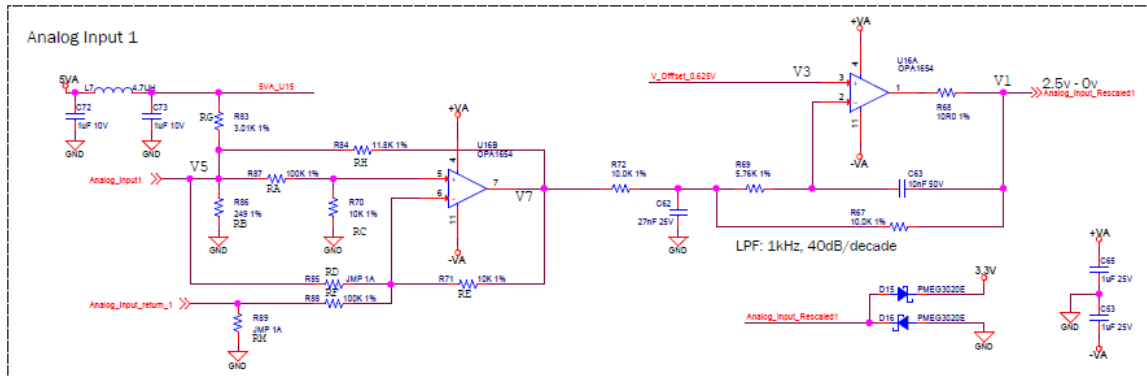 Analog Input 1
5VA
L7
4.7UH
5VA_U15
C72
1uF 10V
C73
1uF 10V
GND
GND
RG
R83
3.01K 1%
R84
11.8K 1%
RH
+VA
U16B
OPA1654
4
V5
Analog_Input1
R87
100K 1%
RA
5
6
7
V7
11
-VA
R86
249 1%
RB
GND
R70
10K 1%
RC
GND
RD
R85
JMP 1A
RF
R88
100K 1%
R71
10K 1%
RE
Analog_Input_return_1
R89
JMP 1A
RM
GND
R72
10.0K 1%
C62
27nF 25V
GND
R69
5.76K 1%
V_Offset_0.625V
V3
+VA
U16A
OPA1654
4
3
2
1
11
-VA
R68
10R0 1%
V1
2.5v - 0v
Analog_Input_Rescaled1
C63
10nF 50V
R67
10.0K 1%
LPF: 1kHz, 40dB/decade
3.3V
D15
PMEG3020E
Analog_Input_Rescaled1
D16
PMEG3020E
GND
+VA
C65
1uF 25V
GND
C53
1uF 25V
-VA